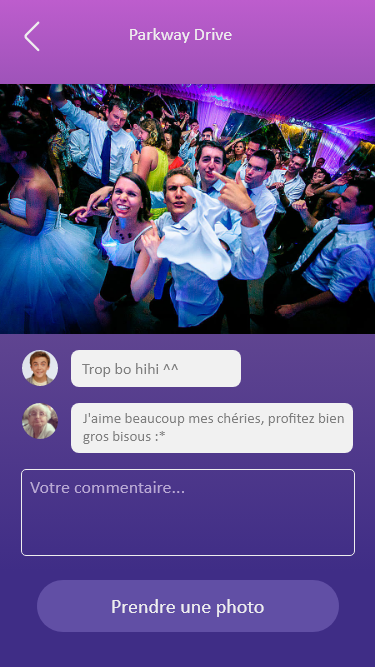 Parkway Drive
Trop bo hihi ^^
J'aime beaucoup mes chéries, profitez bien
gros bisous :*
Votre commentaire...
Prendre une photo